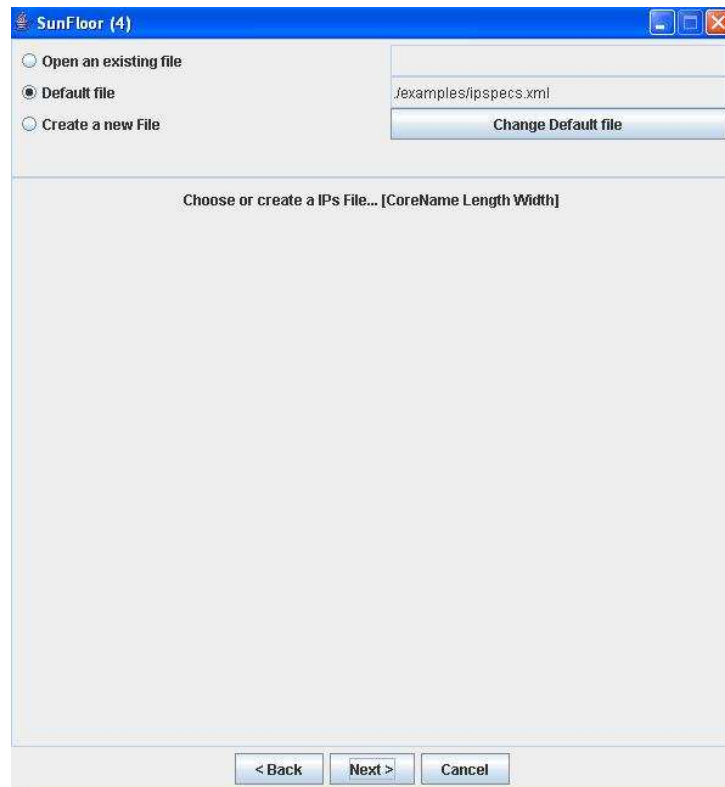 SunFloor (4)
Open an existing file
Default file
./examples/ipspecs.xml
Create a new File
Change Default file
Choose or create a IPs File... [CoreName Length Width]
< Back
Next >
Cancel